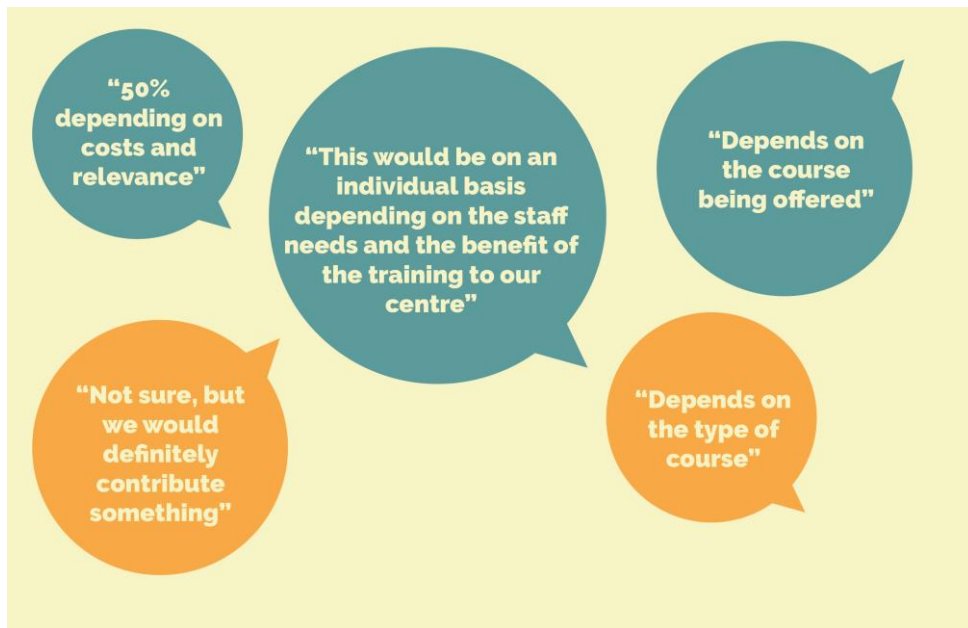 “50%
depending on
costs and
relevance”
“This would be on an
individual basis
depending on the staff
needs and the benefit of
the training to our
centre”
“Depends on
the course
being offered”
“Not sure, but
we would
definitely
contribute
something”
“Depends on
the type of
course”